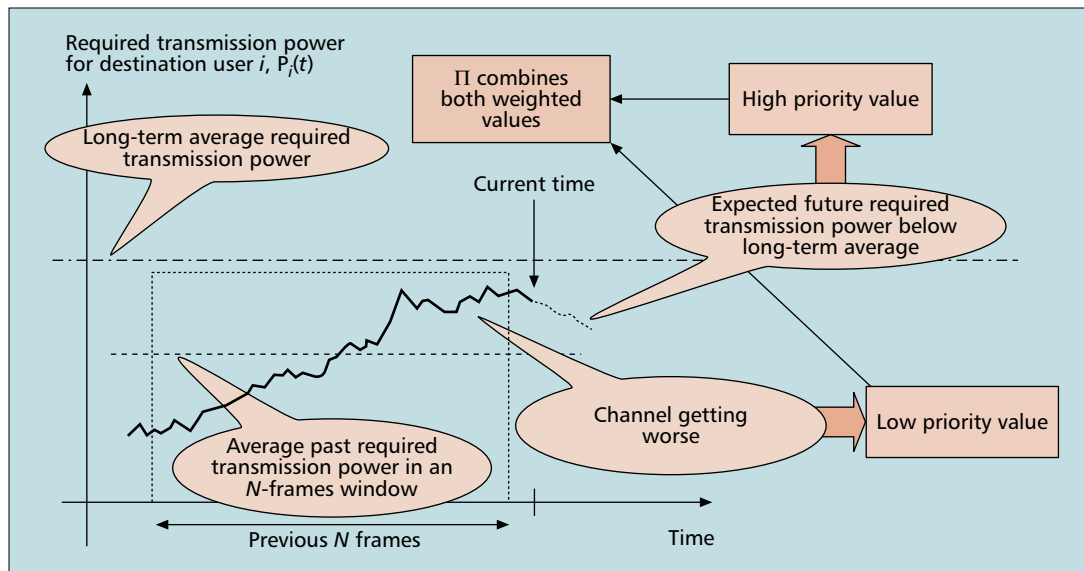 Required transmission power
for destination user i, Pᵢ(t)
Π combines
both weighted
values
High priority value
Long-term average required
transmission power
Current time
Expected future required
transmission power below
long-term average
Channel getting
worse
Low priority value
Average past required
transmission power in an
N-frames window
Previous N frames
Time